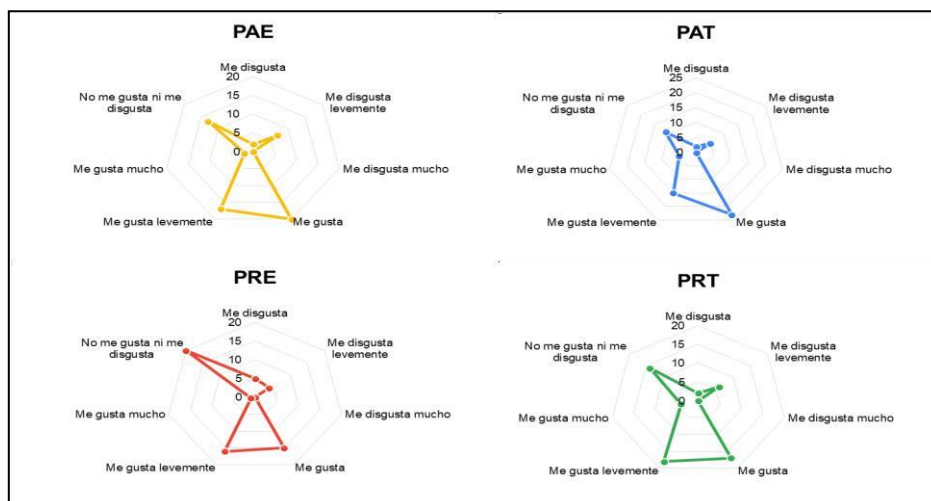 PAE
Me disgusta
20
15
10
5
0
Me disgusta
levemente
Me disgusta mucho
Me gusta
Me gusta levemente
Me gusta mucho
No me gusta ni me
disgusta
PAT
Me disgusta
25
20
15
10
5
0
Me disgusta
levemente
Me disgusta mucho
Me gusta
Me gusta levemente
Me gusta mucho
No me gusta ni me
disgusta
PRE
Me disgusta
20
15
10
5
0
Me disgusta
levemente
Me disgusta mucho
Me gusta
Me gusta levemente
Me gusta mucho
No me gusta ni me
disgusta
PRT
Me disgusta
20
15
10
5
0
Me disgusta
levemente
Me disgusta mucho
Me gusta
Me gusta levemente
Me gusta mucho
No me gusta ni me
disgusta